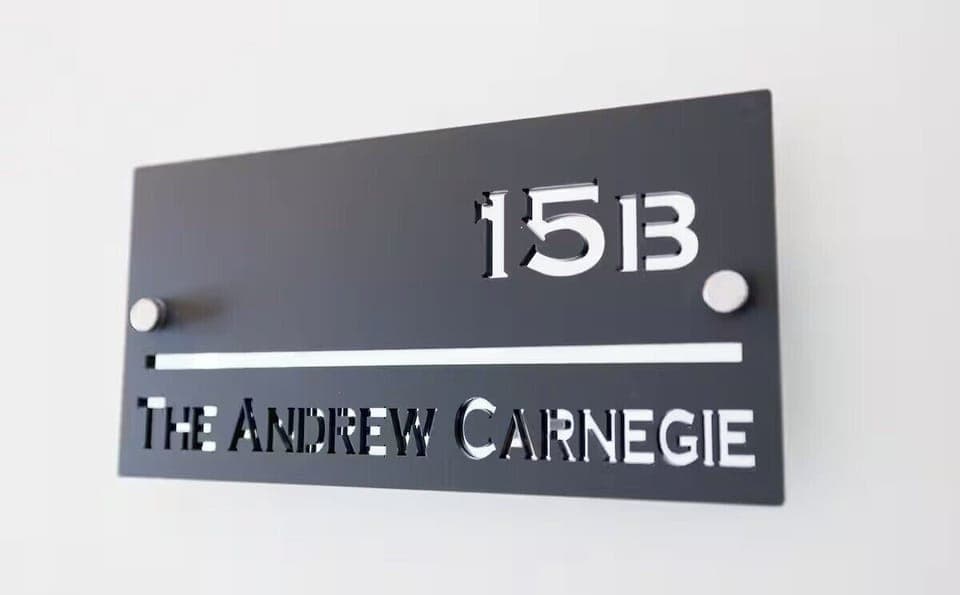 15B
THE ANDREW CARNEGIE